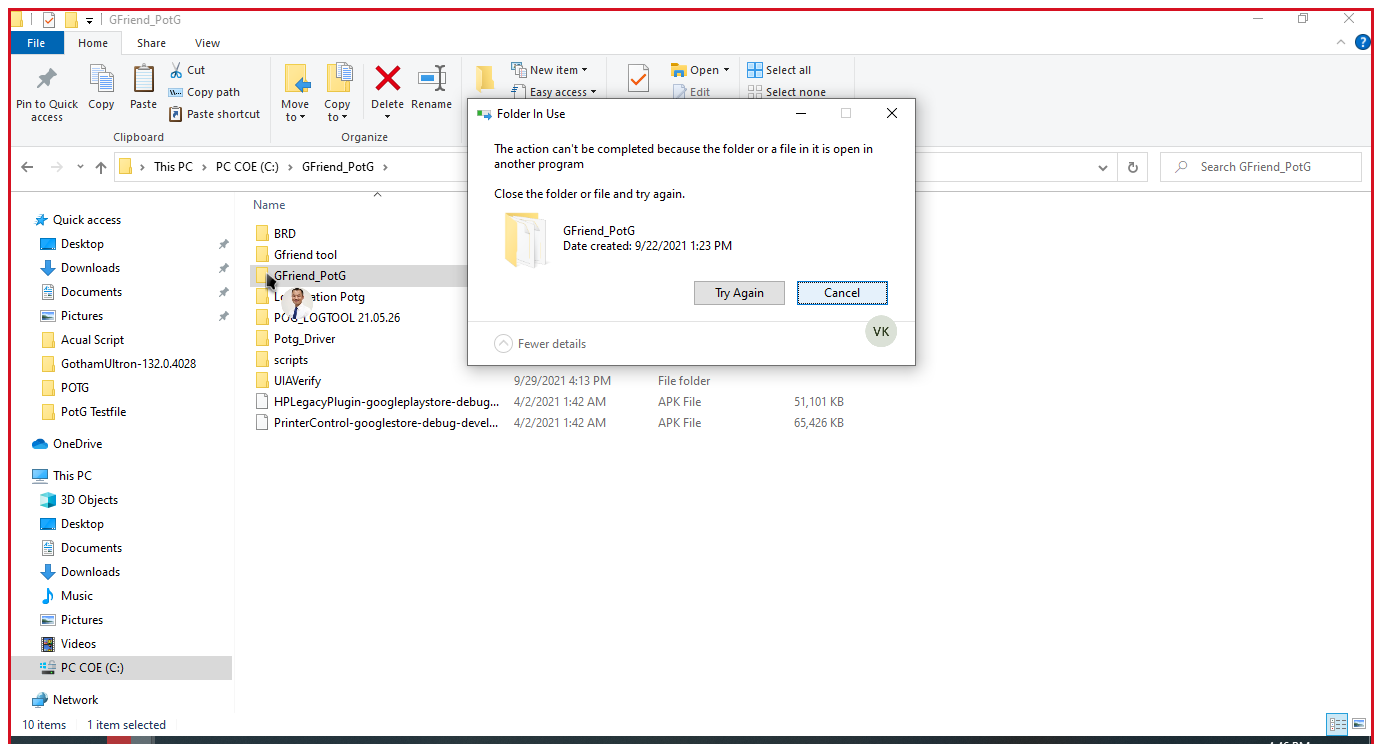 GFriend_PotG
File
Home
Share
View
Pin to Quick
access
Copy
Paste
Cut
Copy path
Paste shortcut
Clipboard
Move
to
Copy
to
Delete
Rename
Organize
New item
Easy access
Open
Edit
Select all
Select none
This PC
PC COE (C:)
GFriend_PotG
Search GFriend_PotG
Quick access
Desktop
Downloads
Documents
Pictures
Acual Script
GothamUltron-132.0.4028
POTG
PotG Testfile
OneDrive
This PC
3D Objects
Desktop
Documents
Downloads
Music
Pictures
Videos
PC COE (C:)
Network
Name
BRD
Gfriend tool
GFriend_PotG
Potg
LOGTOOL 21.05.26
Potg_Driver
scripts
UIAVerify 9/29/2021 4:13 PM File folder
HPLegacyPlugin-googleplaystore-debug... 4/2/2021 1:42 AM APK File 51,101 KB
PrinterControl-googlestore-debug-devel... 4/2/2021 1:42 AM APK File 65,426 KB
Folder In Use
The action can't be completed because the folder or a file in it is open in
another program
Close the folder or file and try again.
GFriend_PotG
Date created: 9/22/2021 1:23 PM
Try Again
Cancel
Fewer details
VK
10 items
1 item selected